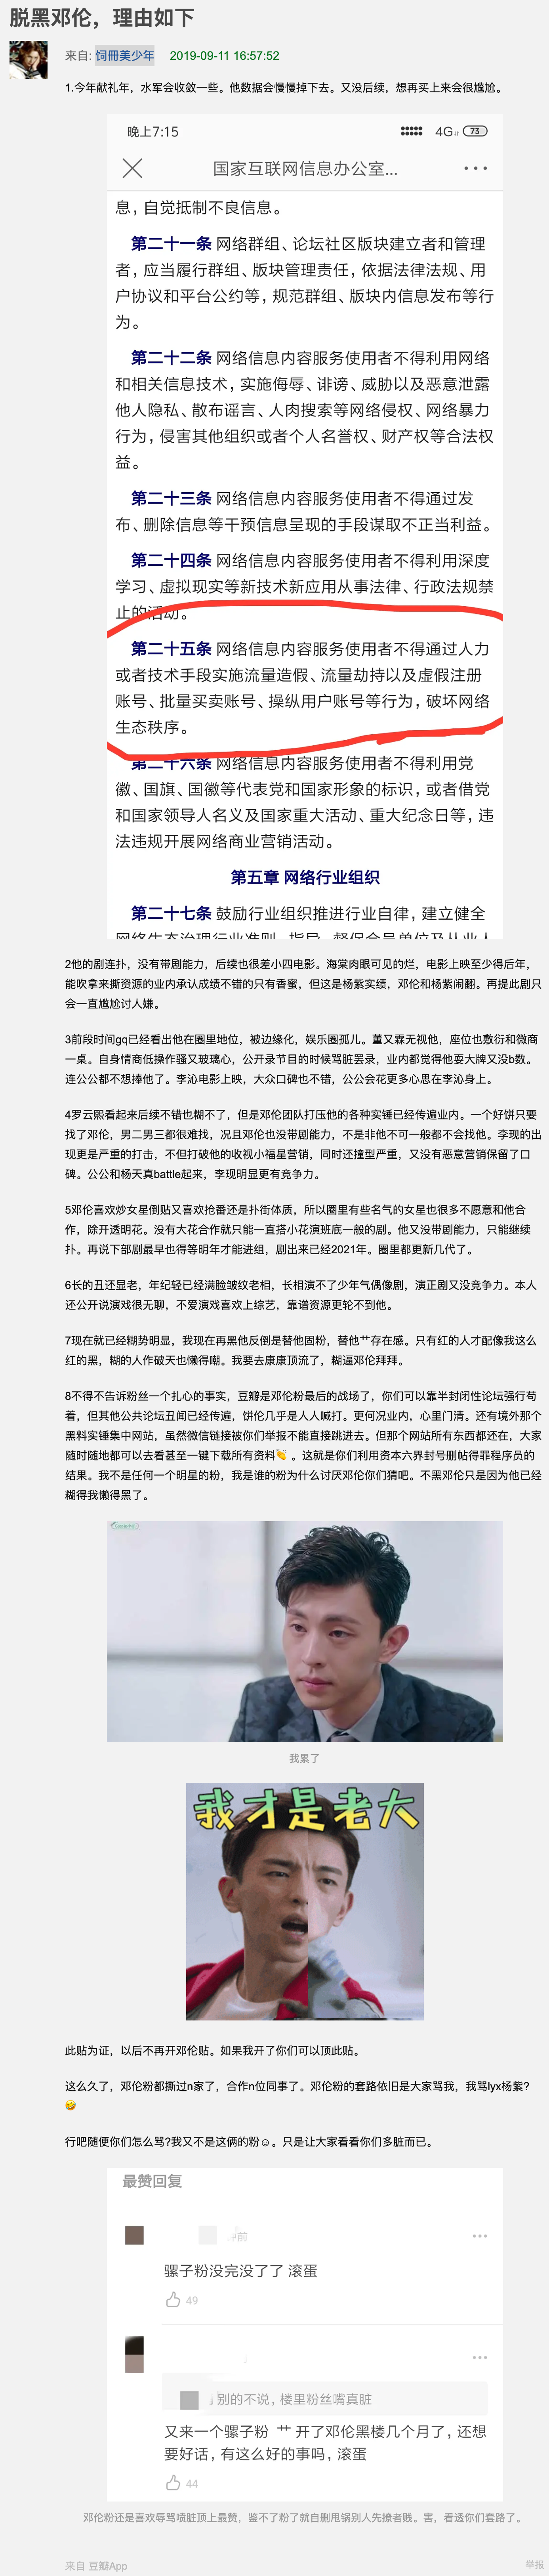 脱黑邓伦，理由如下
来自: 饲冊美少年 2019-09-11 16:57:52
1.今年献礼年，水军会收敛一些。他数据会慢慢掉下去。又没后续，想再买上来会很尴尬。
晚上7:15 4G 73
国家互联网信息办公室...
息，自觉抵制不良信息。
第二十一条 网络群组、论坛社区版块建立者和管理
者，应当履行群组、版块管理责任，依据法律法规、用
户协议和平台公约等，规范群组、版块内信息发布等行
为。
第二十二条 网络信息内容服务使用者不得利用网络
和相关信息技术，实施侮辱、诽谤、威胁以及恶意泄露
他人隐私、散布谣言、人肉搜索等网络侵权、网络暴力
行为，侵害其他组织或者个人名誉权、财产权等合法权
益。
第二十三条 网络信息内容服务使用者不得通过发
布、删除信息等干预信息呈现的手段谋取不正当利益。
第二十四条 网络信息内容服务使用者不得利用深度
学习、虚拟现实等新技术新应用从事法律、行政法规禁
止的活动。
第二十五条 网络信息内容服务使用者不得通过人力
或者技术手段实施流量造假、流量劫持以及虚假注册
账号、批量买卖账号、操纵用户账号等行为，破坏网络
生态秩序。
第二十六条 网络信息内容服务使用者不得利用党
徽、国旗、国徽等代表党和国家形象的标识，或者借党
和国家领导人名义及国家重大活动、重大纪念日等，违
法违规开展网络商业营销活动。
第五章 网络行业组织
第二十七条 鼓励行业组织推进行业自律，建立健全
网络生态治理行业准则、指导、督促会员单位及从业人
2他的剧连扑，没有带剧能力，后续也很差小四电影。海棠肉眼可见的烂，电影上映至少得后年，
能吹拿来撕资源的业内承认成绩不错的只有香蜜，但这是杨紫实绩，邓伦和杨紫闹翻。再提此剧只
会一直尴尬讨人嫌。
3前段时间gq已经看出他在圈里地位，被边缘化，娱乐圈孤儿。董又霖无视他，座位也敷衍和微商
一桌。自身情商低操作骚又玻璃心，公开录节目的时候骂脏罢录，业内都觉得他耍大牌又没b数。
连公公都不想捧他了。李沁电影上映，大众口碑也不错，公公会花更多心思在李沁身上。
4罗云熙看起来后续不错也糊不了，但是邓伦团队打压他的各种实锤已经传遍业内。一个好饼只要
找了邓伦，男二男三都很难找，况且邓伦也没带剧能力，不是非他不可一般都不会找他。李现的出
现更是严重的打击，不但打破他的收视小福星营销，同时还撞型严重，又没有恶意营销保留了口
碑。公公和杨天真battle起来，李现明显更有竞争力。
5邓伦喜欢炒女星倒贴又喜欢抢番还是扑街体质，所以圈里有些名气的女星也很多不愿意和他合
作，除开透明花。没有大花合作就只能一直搭小花演班底一般的剧。他又没带剧能力，只能继续
扑。再说下部剧最早也得等明年才能进组，剧出来已经2021年。圈里都更新几代了。
6长的丑还显老，年纪轻已经满脸皱纹老相，长相演不了少年气偶像剧，演正剧又没竞争力。本人
还公开说演戏很无聊，不爱演戏喜欢上综艺，靠谱资源更轮不到他。
7现在就已经糊势明显，我现在再黑他反倒是替他固粉，替他艹存在感。只有红的人才配像我这么
红的黑，糊的人作破天也懒得嘲。我要去康康顶流了，糊逼邓伦拜拜。
8不得不告诉粉丝一个扎心的事实，豆瓣是邓伦粉最后的战场了，你们可以靠半封闭性论坛强行苟
着，但其他公共论坛丑闻已经传遍，饼伦几乎是人人喊打。更何况业内，心里门清。还有境外那个
黑料实锤集中网站，虽然微信链接被你们举报不能直接跳进去。但那个网站所有东西都还在，大家
随时随地都可以去看甚至一键下载所有资料👏 。这就是你们利用资本六界封号删帖得罪程序员的
结果。我不是任何一个明星的粉，我是谁的粉为什么讨厌邓伦你们猜吧。不黑邓伦只是因为他已经
糊得我懒得黑了。
我累了
我才是老大
此贴为证，以后不再开邓伦贴。如果我开了你们可以顶此贴。
这么久了，邓伦粉都撕过n家了，合作n位同事了。邓伦粉的套路依旧是大家骂我，我骂lyx杨紫?
🤣
行吧随便你们怎么骂?我又不是这俩的粉☺。只是让大家看看你们多脏而已。
最赞回复
前
骡子粉没完没了了 滚蛋
49
别的不说，楼里粉丝嘴真脏
又来一个骡子粉 艹 开了邓伦黑楼几个月了，还想
要好话，有这么好的事吗，滚蛋
44
邓伦粉还是喜欢辱骂喷脏顶上最赞，鉴不了粉了就自删甩锅别人先撩者贱。害，看透你们套路了。
来自 豆瓣App 举报